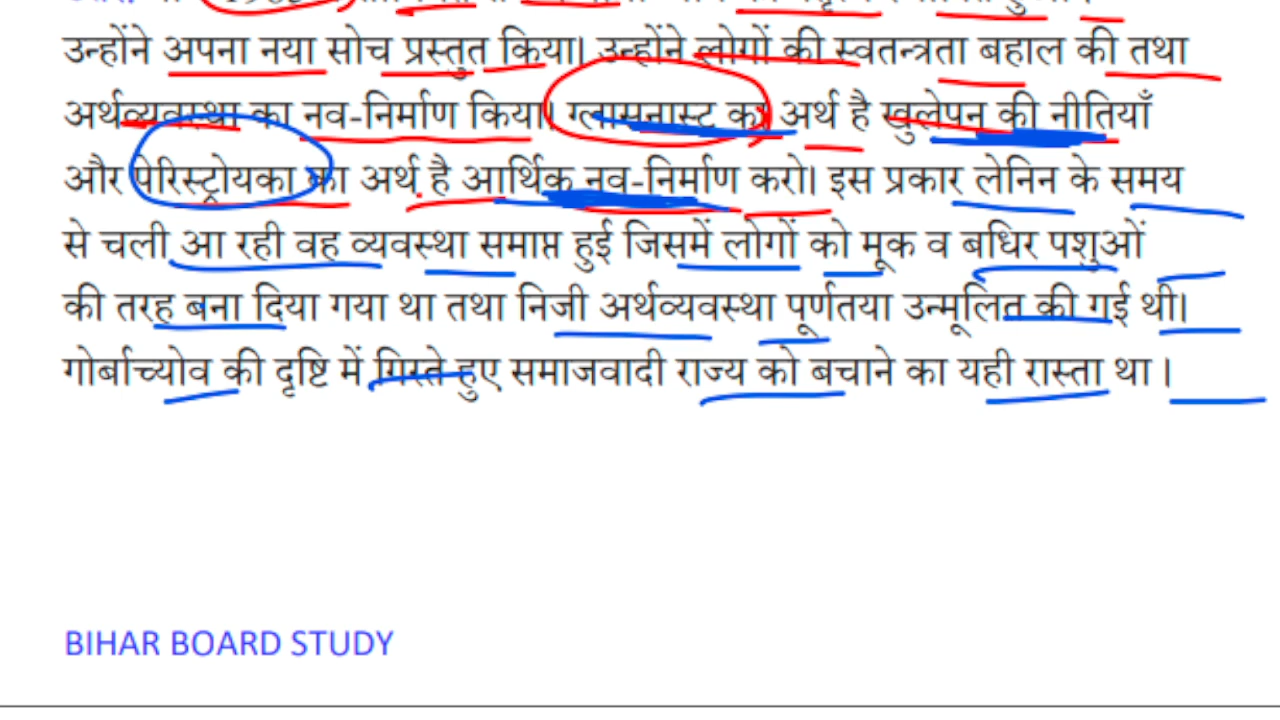 उन्होंने अपना नया सोच प्रस्तुत किया। उन्होंने लोगों की स्वतन्त्रता बहाल की तथा
अर्थव्यवस्था का नव-निर्माण किया। ग्लासनास्ट का अर्थ है खुलेपन की नीतियाँ
और पेरिस्ट्रोयका का अर्थ है आर्थिक नव-निर्माण करो। इस प्रकार लेनिन के समय
से चली आ रही वह व्यवस्था समाप्त हुई जिसमें लोगों को मूक व बधिर पशुओं
की तरह बना दिया गया था तथा निजी अर्थव्यवस्था पूर्णतया उन्मूलित की गई थी।
गोर्बाच्योव की दृष्टि में गिरते हुए समाजवादी राज्य को बचाने का यही रास्ता था ।
BIHAR BOARD STUDY